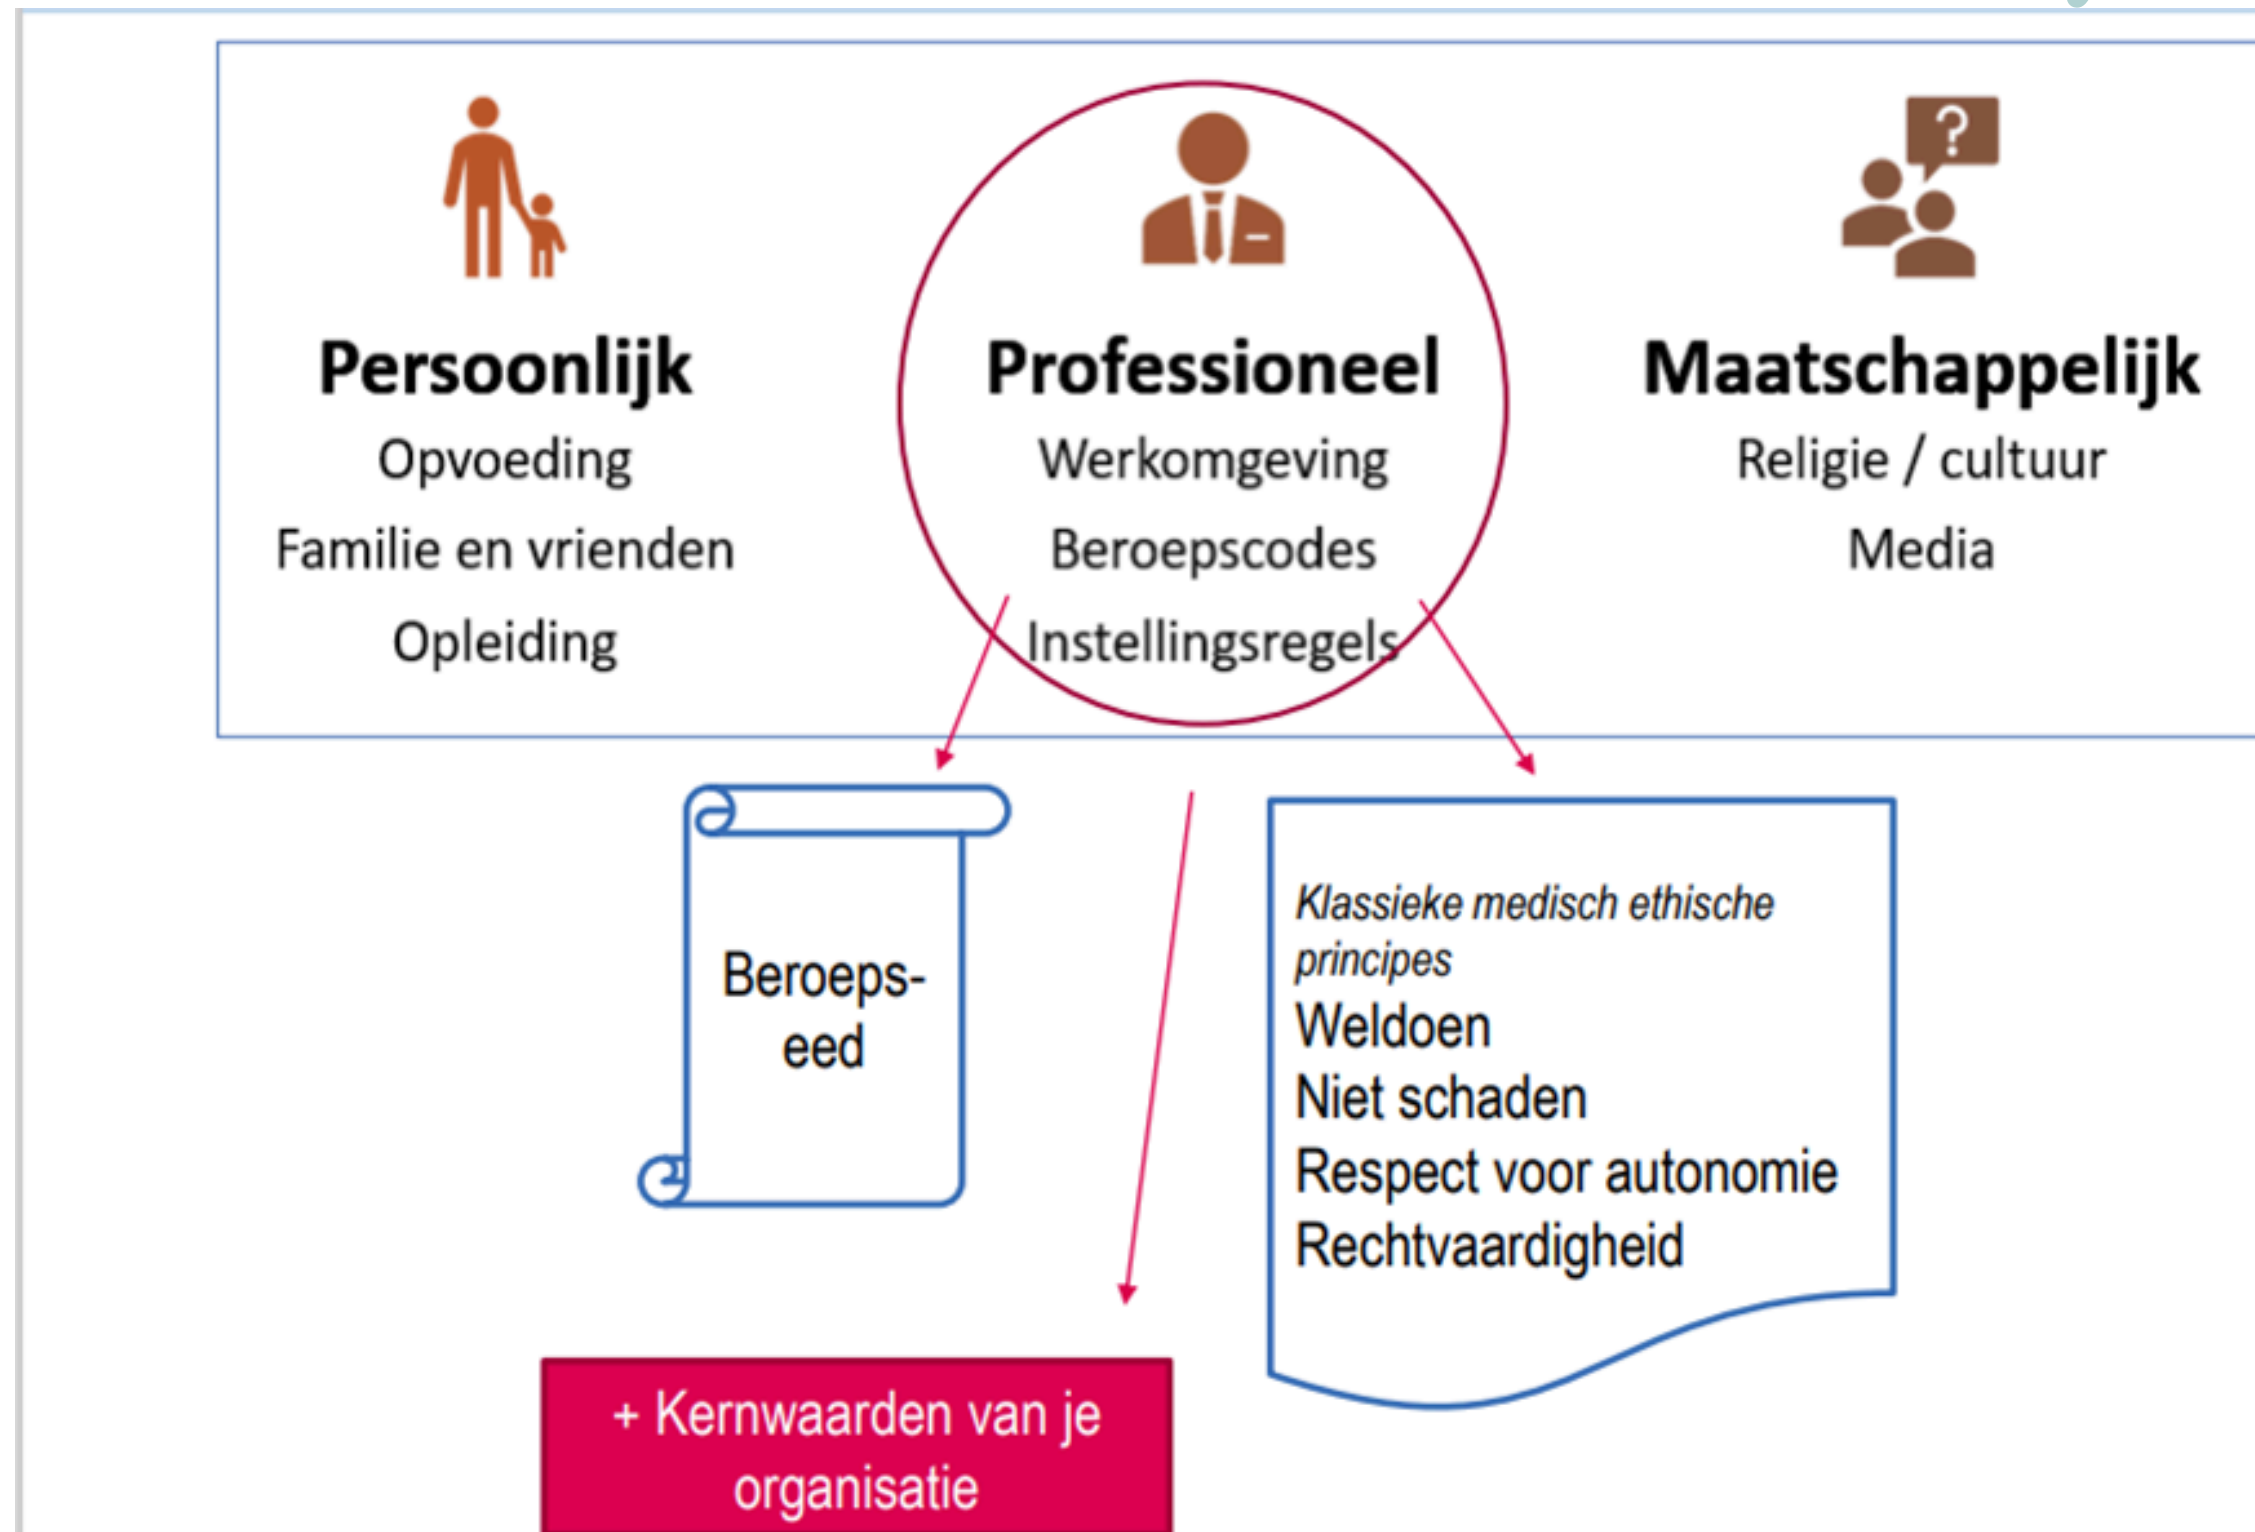 ?
Persoonlijk
Opvoeding
Familie en vrienden
Opleiding
Professioneel
Werkomgeving
Beroepscodes
Instellingsregels
Maatschappelijk
Religie / cultuur
Media
Beroeps-
eed
Klassieke medisch ethische
principes
Weldoen
Niet schaden
Respect voor autonomie
Rechtvaardigheid
+ Kernwaarden van je
organisatie